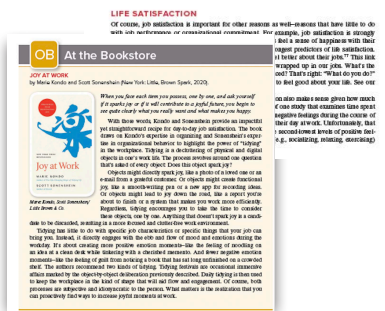 LIFE SATISFACTION
Of course, job satisfaction is important for other reasons as well–reasons that have little to do
with job performance or organizational commitment. For example, job satisfaction is strongly
feel a sense of happiness with their
ongest predictors of life satisfaction.
l better about their jobs.77 This link
wrapped up in our jobs. What's the
ced? That's right: "What do you do?"
to feel good about your life. See our
on also makes sense given how much
f one study that examines time spent
negative feelings during the course of
their day at work. Unfortunately, that
second-lowest levels of positive feel-
e.g., socializing, relaxing, exercising)
OB At the Bookstore
JOY AT WORK
by Marie Kondo and Scott Sonenshein (New York: Little, Brown Spark, 2020).
When you face each item you possess, one by one, and ask yourself
if it sparks joy or if it will contribute to a joyful future, you begin to
see quite clearly what you really want and what makes you happy.
With those words, Kondo and Sonenshein provide an impactful
yet straightforward recipe for day-to-day job satisfaction. The book
draws on Kondo's expertise in organizing and Sonenshein's exper-
tise in organizational behavior to highlight the power of "tidying"
in the workplace. Tidying is a decluttering of physical and digital
objects in one's work life. The process involves around one question
that's asked of every object: Does this object spark joy?
Objects might directly spark joy, like a photo of a loved one or an
e-mail from a grateful customer. Or objects might create functional
joy, like a smooth-writing pen or a new app for recording ideas.
Or objects might lead to joy down the road, like a report you're
about to finish or a system that makes you work more efficiently.
Regardless, tidying encourages you to take the time to consider
these objects, one by one. Anything that doesn't spark joy is a candi-
date to be discarded, resulting in a more focused and clutter-free work environment.
Joy at Work
MARIE KONDO
SCOTT SONENSHEIN
Marie Kondo, Scott Sonenshein/
Little Brown & Co.
Tidying has little to do with specific job characteristics or specific things that your job can
bring you. Instead, it directly engages with the ebb and flow of mood and emotions during the
workday. It's about creating more positive emotion moments–like the feeling of noodling on
an idea at a clean desk while tinkering with a cherished memento. And fewer negative emotion
moments–like the feeling of guilt from noticing a book that has sat long unfinished on a crowded
shelf. The authors recommend two kinds of tidying. Tidying festivals are occasional immersive
affairs marked by the object-by-object deliberation previously described. Daily tidying is then used
to keep the workplace in the kind of shape that will aid flow and engagement. Of course, both
processes are subjective and idiosyncratic to the person. What matters is the realization that you
can proactively find ways to increase joyful moments at work.